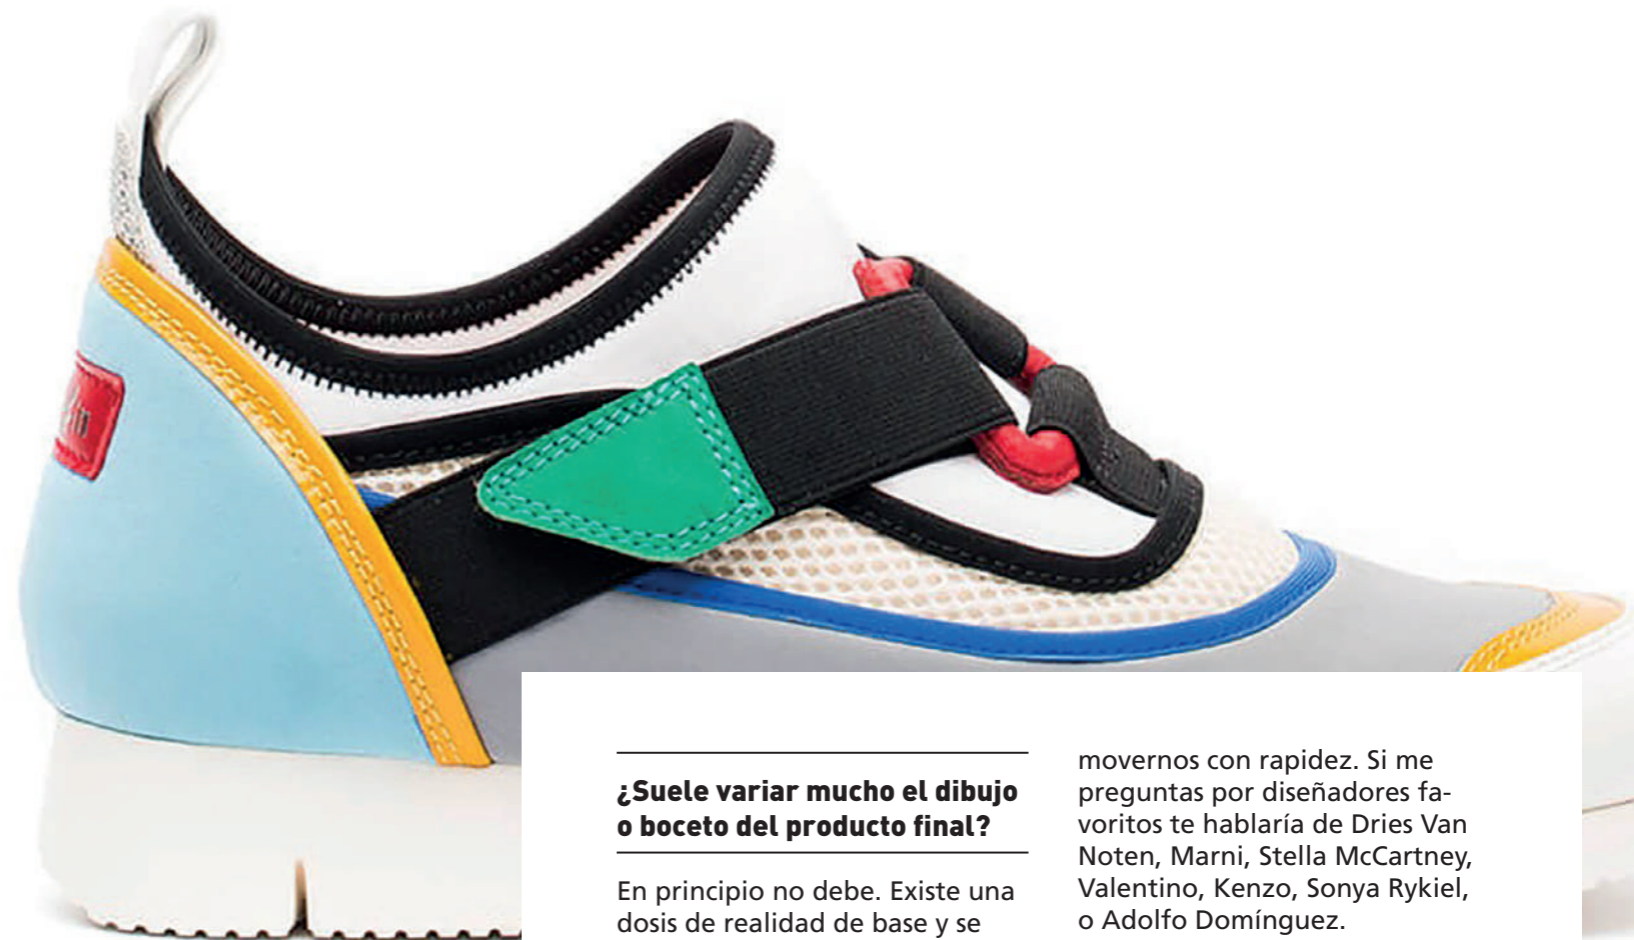 ¿Suele variar mucho el dibujo
o boceto del producto final?
En principio no debe. Existe una
dosis de realidad de base y se
movernos con rapidez. Si me
preguntas por diseñadores fa-
voritos te hablaría de Dries Van
Noten, Marni, Stella McCartney,
Valentino, Kenzo, Sonya Rykiel,
o Adolfo Domínguez.